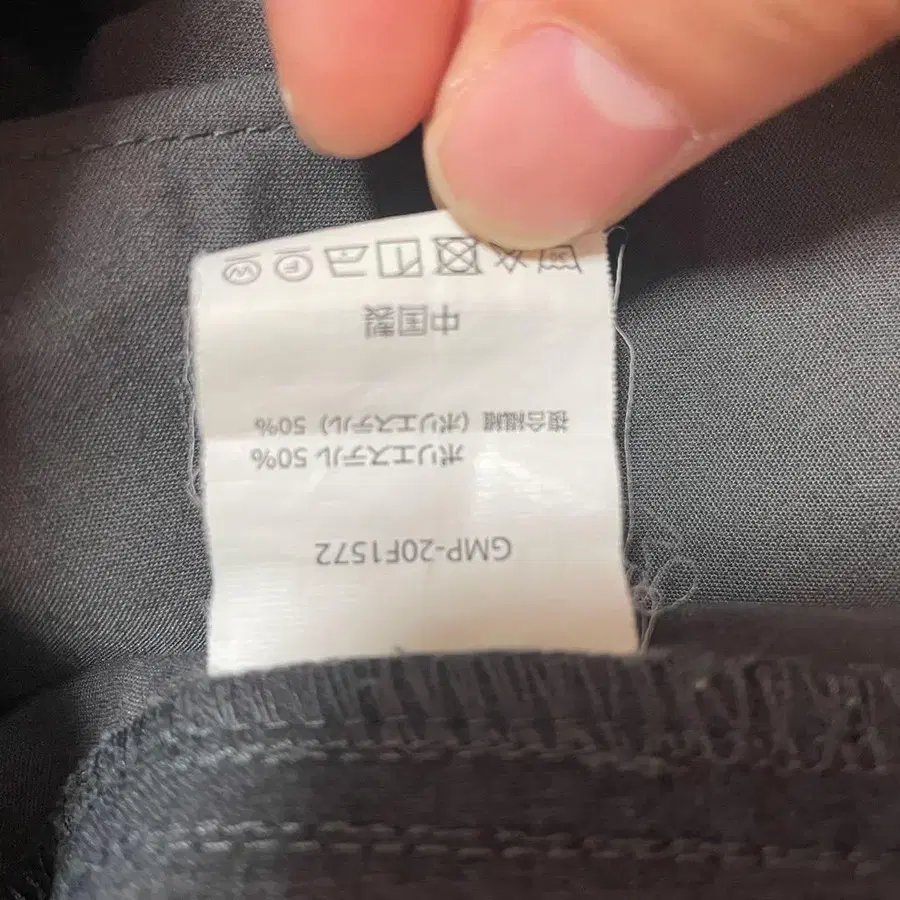 GMP-20F1572
ポリエステル 50%
複合繊維 (ポリエステル) 50%
中国製